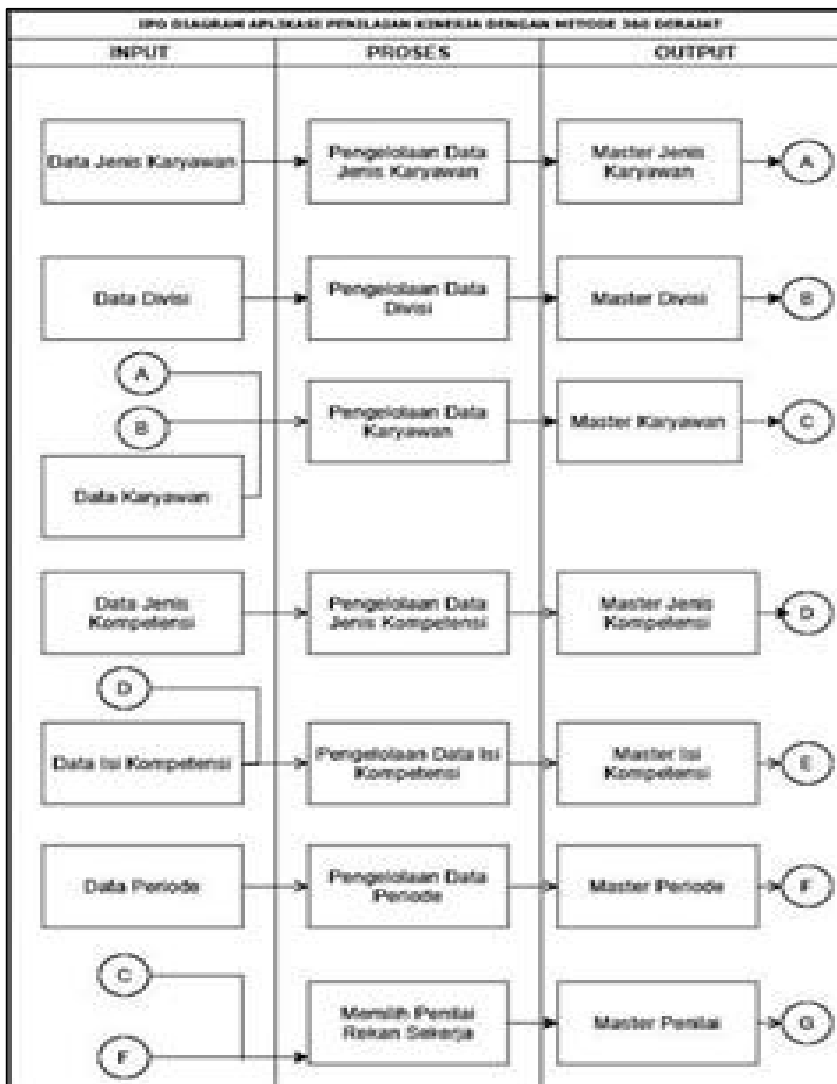 IPO DIAGRAM APLIKASI PENILAIAN KINERJA DENGAN METODE 360 DERAJAT
INPUT
PROSES
OUTPUT
Data Jenis Karyawan
Pengelolaan Data
Jenis Karyawan
Master Jenis
Karyawan
A
Data Divisi
Pengelolaan Data
Divisi
Master Divisi
B
A
B
Data Karyawan
Pengelolaan Data
Karyawan
Master Karyawan
C
Data Jenis
Kompetensi
Pengelolaan Data
Jenis Kompetensi
Master Jenis
Kompetensi
D
D
Data Isi Kompetensi
Pengelolaan Data Isi
Kompetensi
Master Isi
Kompetensi
E
Data Periode
Pengelolaan Data
Periode
Master Periode
F
C
F
Memilih Penilai
Rekan Sekerja
Master Penilai
G